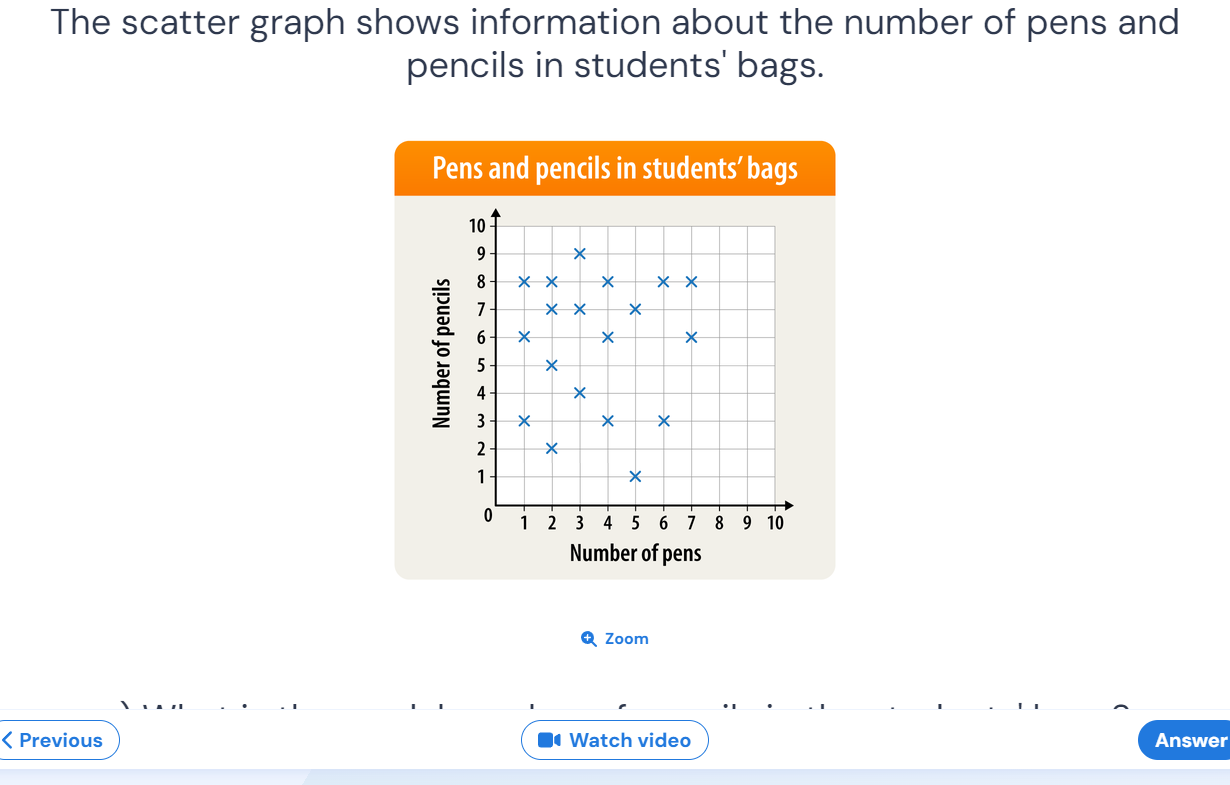 The scatter graph shows information about the number of pens and
pencils in students' bags.
Pens and pencils in students' bags
Number of pencils
10
9
8
7
6
5
4
3
2
1
0
1 2 3 4 5 6 7 8 9 10
Number of pens
Zoom
Previous
Watch video
Answer